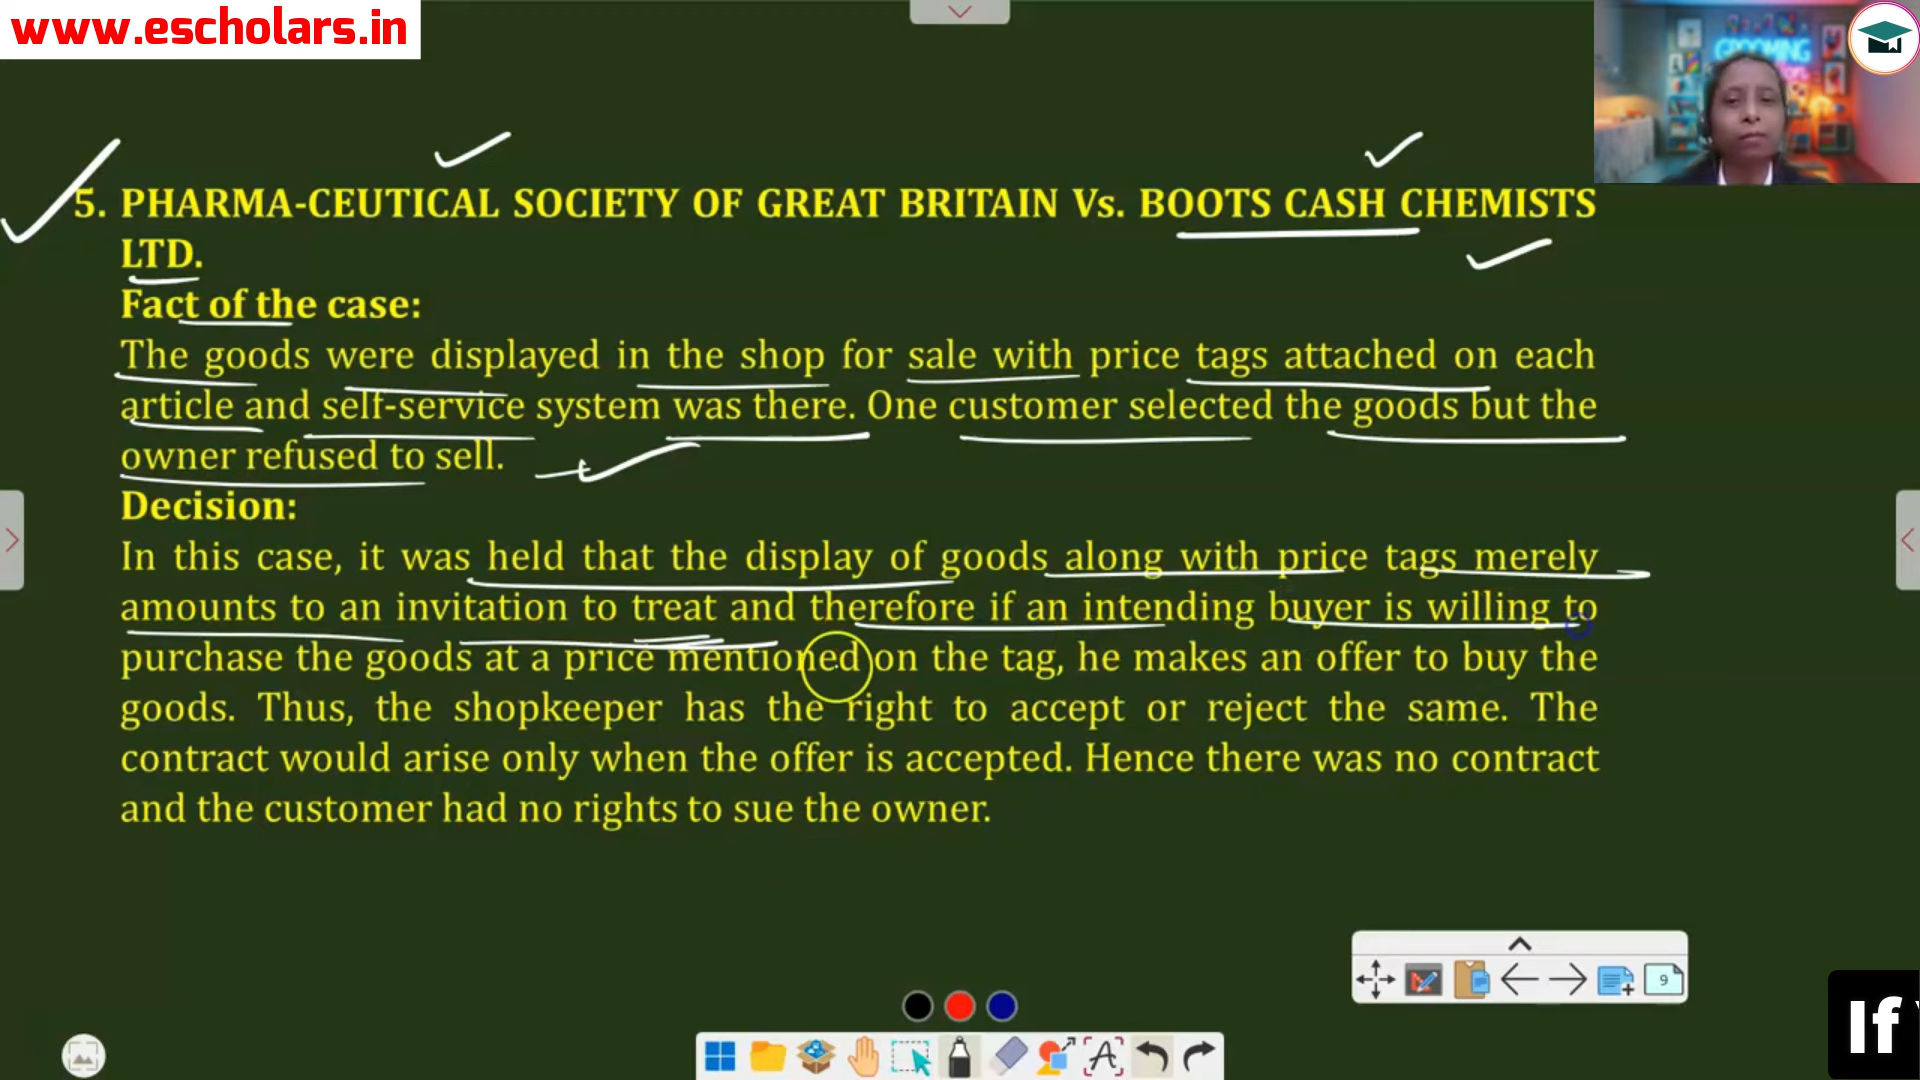 www.escholars.in
5. PHARMA-CEUTICAL SOCIETY OF GREAT BRITAIN Vs. BOOTS CASH CHEMISTS
LTD.
Fact of the case:
The goods were displayed in the shop for sale with price tags attached on each
article and self-service system was there. One customer selected the goods but the
owner refused to sell.
Decision:
In this case, it was held that the display of goods along with price tags merely
amounts to an invitation to treat and therefore if an intending buyer is willing to
purchase the goods at a price mentioned on the tag, he makes an offer to buy the
goods. Thus, the shopkeeper has the right to accept or reject the same. The
contract would arise only when the offer is accepted. Hence there was no contract
and the customer had no rights to sue the owner.
9
If